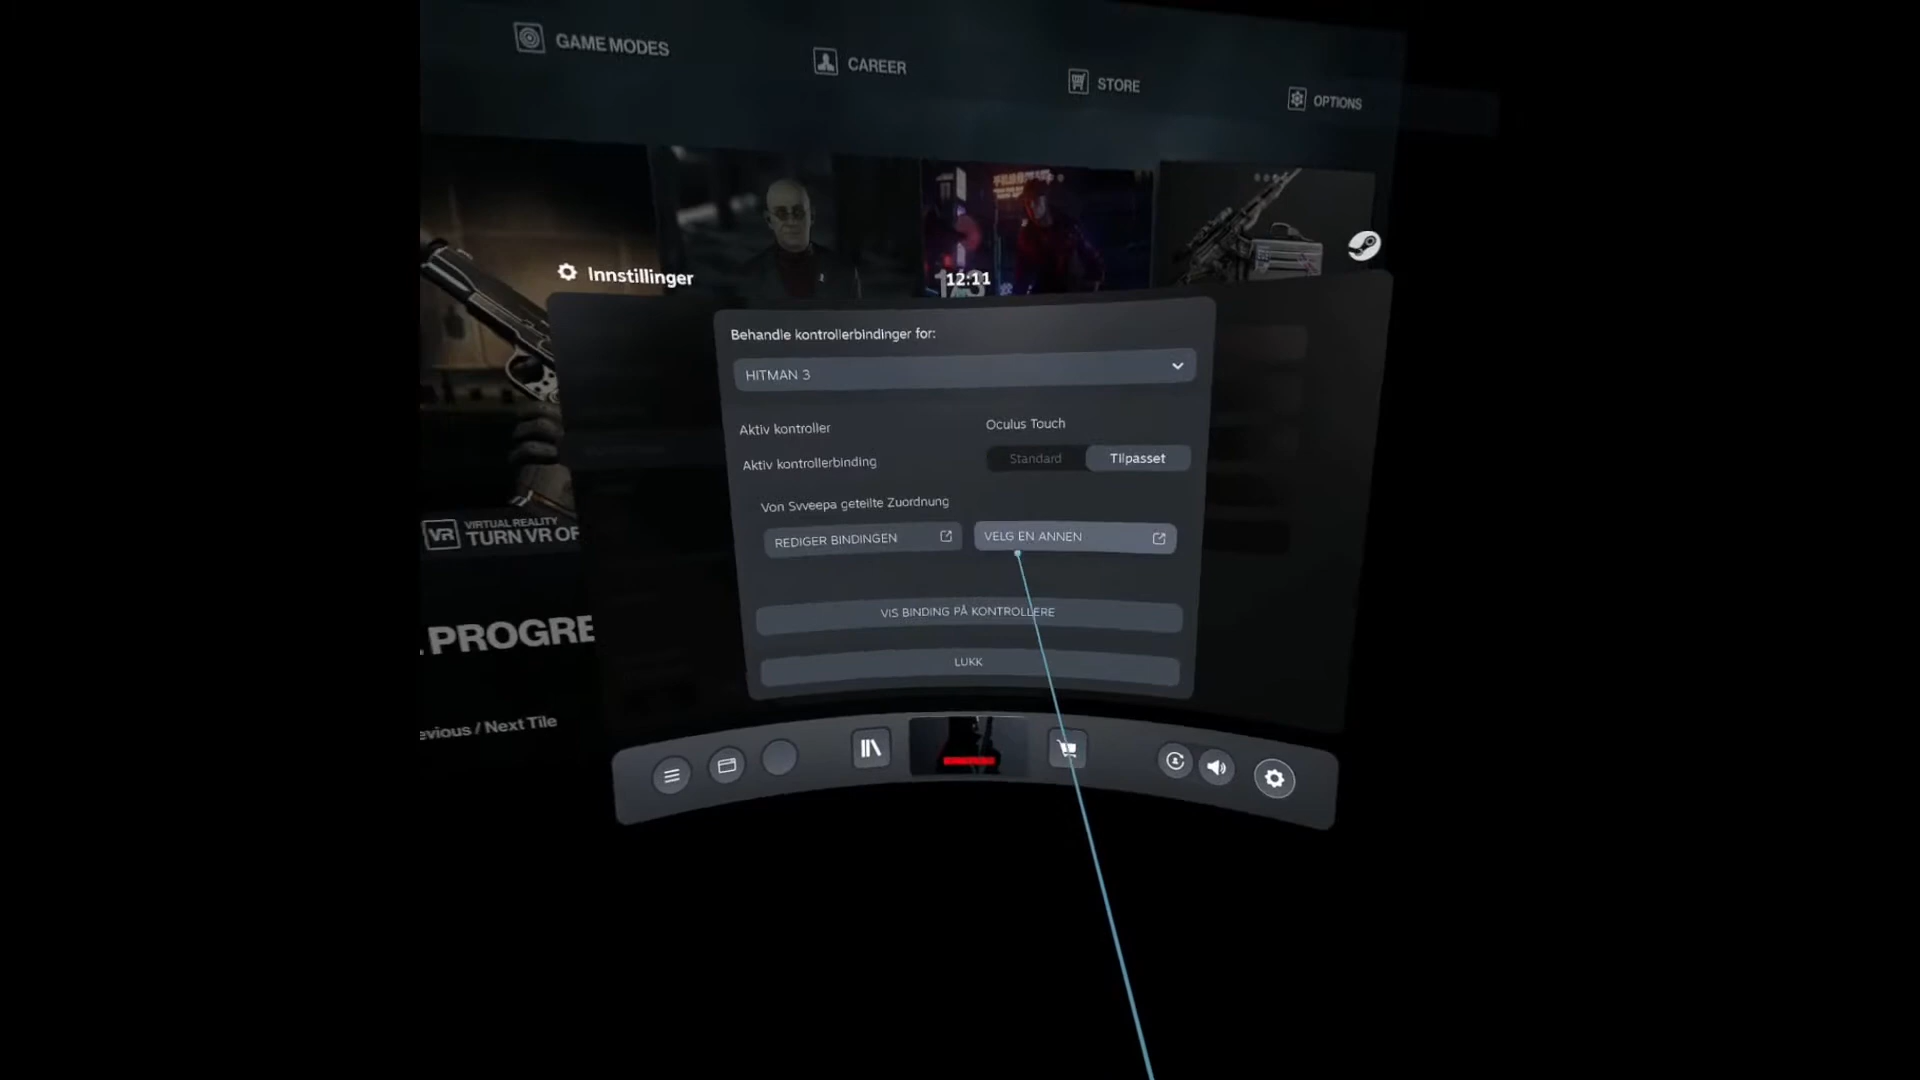 GAME MODES
CAREER
STORE
OPTIONS
Innstillinger
12:11
Behandle kontrollerbindinger for:
HITMAN 3
Aktiv kontroller
Oculus Touch
Aktiv kontrollerbinding
Standard
Tilpasset
Von Svveepa geteilte Zuordnung
REDIGER BINDINGEN
VELG EN ANNEN
VIS BINDING PÅ KONTROLLERE
LUKK
VR
VIRTUAL REALITY
TURN VR OF
PROGRE
evious / Next Tile